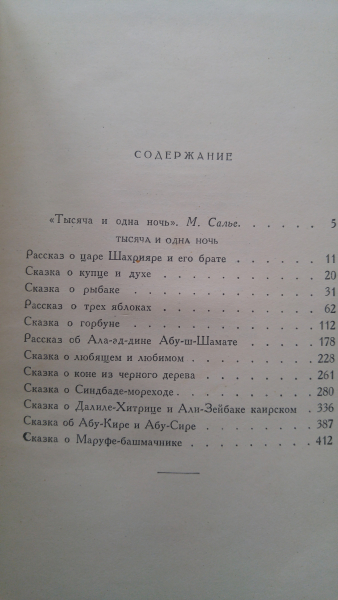 СОДЕРЖАНИЕ
«Тысяча и одна ночь». М. Салье. . . . . . 5
ТЫСЯЧА И ОДНА НОЧЬ
Рассказ о царе Шахрияре и его брате . . . . . 11
Сказка о купце и духе . . . . . . . . . 20
Сказка о рыбаке . . . . . . . . . . 31
Рассказ о трех яблоках . . . . . . . . 62
Сказка о горбуне . . . . . . . . . . 112
Рассказ об Ала-ад-дине Абу-ш-Шамате . . . . 178
Сказка о любящем и любимом . . . . . . 228
Сказка о коне из черного дерева . . . . . . 261
Сказка о Синдбаде-мореходе . . . . . . . 280
Сказка о Далиле-Хитрице и Али-Зейбаке каирском . 336
Сказка об Абу-Кире и Абу-Сире . . . . . . 387
Сказка о Маруфе-башмачнике . . . . . . . 412